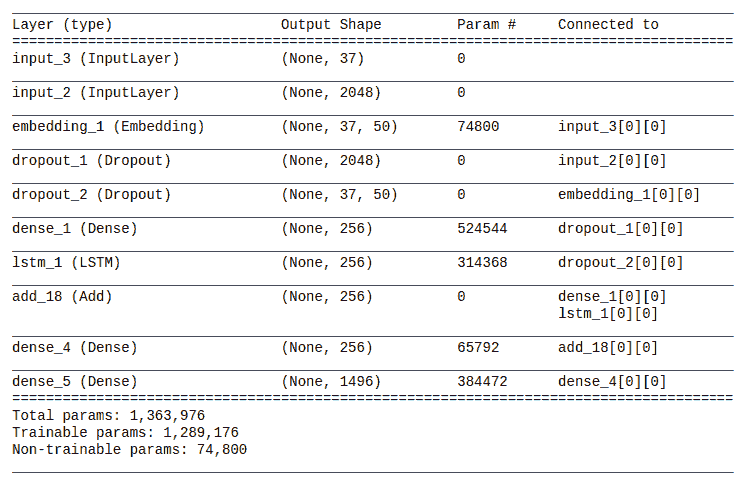 Layer (type) Output Shape Param # Connected to
==================================================================================================
input_3 (InputLayer) (None, 37) 0
input_2 (InputLayer) (None, 2048) 0
embedding_1 (Embedding) (None, 37, 50) 74800 input_3[0][0]
dropout_1 (Dropout) (None, 2048) 0 input_2[0][0]
dropout_2 (Dropout) (None, 37, 50) 0 embedding_1[0][0]
dense_1 (Dense) (None, 256) 524544 dropout_1[0][0]
lstm_1 (LSTM) (None, 256) 314368 dropout_2[0][0]
add_18 (Add) (None, 256) 0 dense_1[0][0]
lstm_1[0][0]
dense_4 (Dense) (None, 256) 65792 add_18[0][0]
dense_5 (Dense) (None, 1496) 384472 dense_4[0][0]
==================================================================================================
Total params: 1,363,976
Trainable params: 1,289,176
Non-trainable params: 74,800